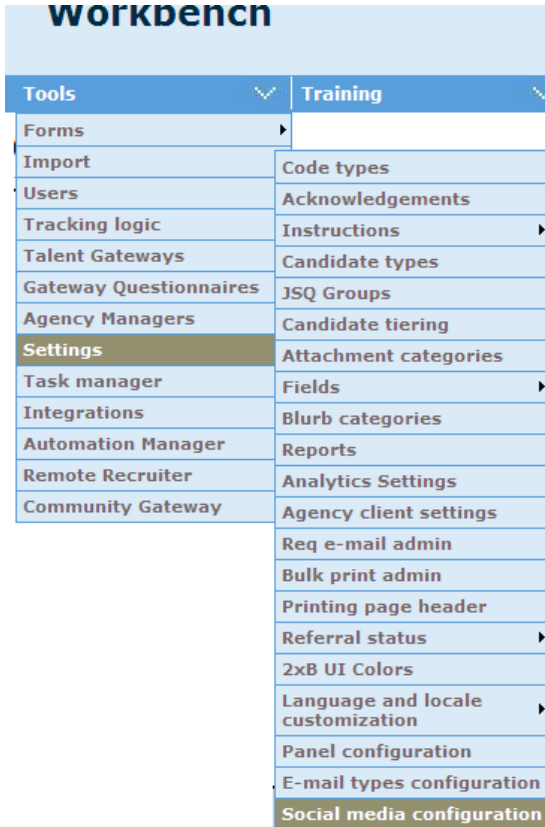 Workbench
Tools
Training
Forms
Import
Users
Tracking logic
Talent Gateways
Gateway Questionnaires
Agency Managers
Settings
Task manager
Integrations
Automation Manager
Remote Recruiter
Community Gateway
Code types
Acknowledgements
Instructions
Candidate types
JSQ Groups
Candidate tiering
Attachment categories
Fields
Blurb categories
Reports
Analytics Settings
Agency client settings
Req e-mail admin
Bulk print admin
Printing page header
Referral status
2xB UI Colors
Language and locale
customization
Panel configuration
E-mail types configuration
Social media configuration